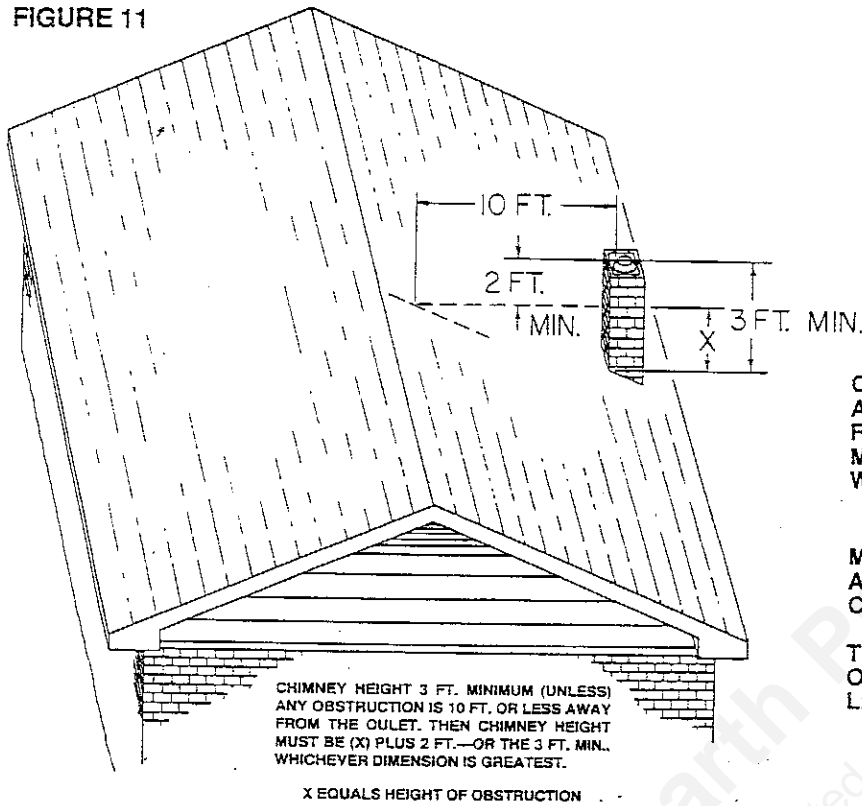 FIGURE 11
10 FT.
2 FT.
MIN.
X
3 FT. MIN.
CHIMNEY HEIGHT 3 FT. MINIMUM (UNLESS)
ANY OBSTRUCTION IS 10 FT. OR LESS AWAY
FROM THE OULET. THEN CHIMNEY HEIGHT
MUST BE (X) PLUS 2 FT.—OR THE 3 FT. MIN.,
WHICHEVER DIMENSION IS GREATEST.
X EQUALS HEIGHT OF OBSTRUCTION